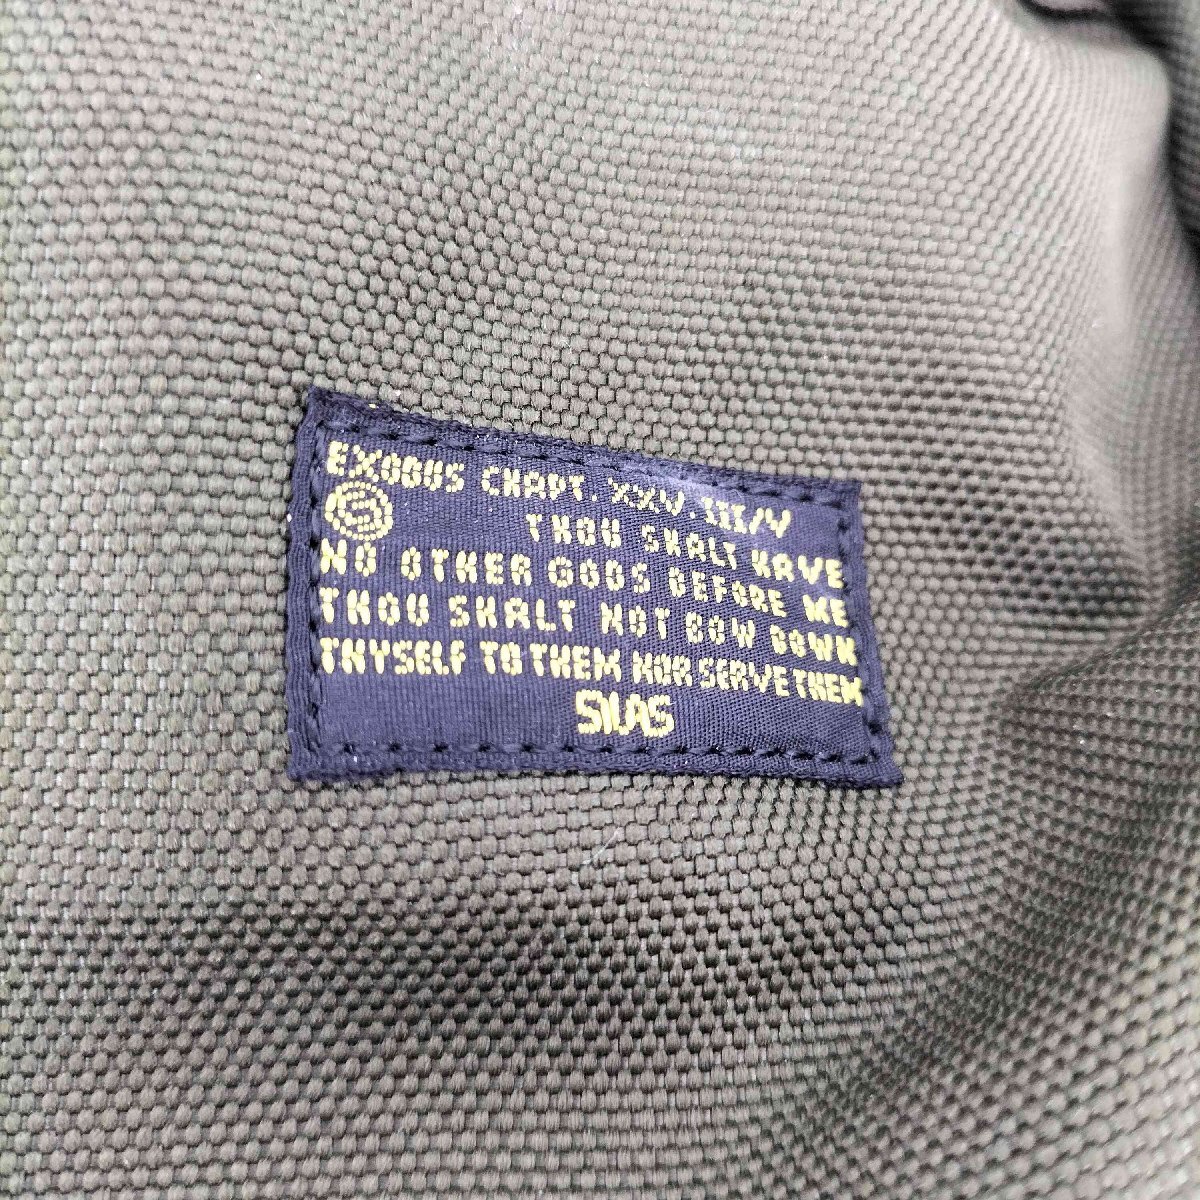 EXODUS CHAPT. XXV.III/V
THOU SHALT HAVE
NO OTHER GODS BEFORE ME
THOU SHALT NOT BOW DOWN
THYSELF TO THEM NOR SERVE THEM
SILAS